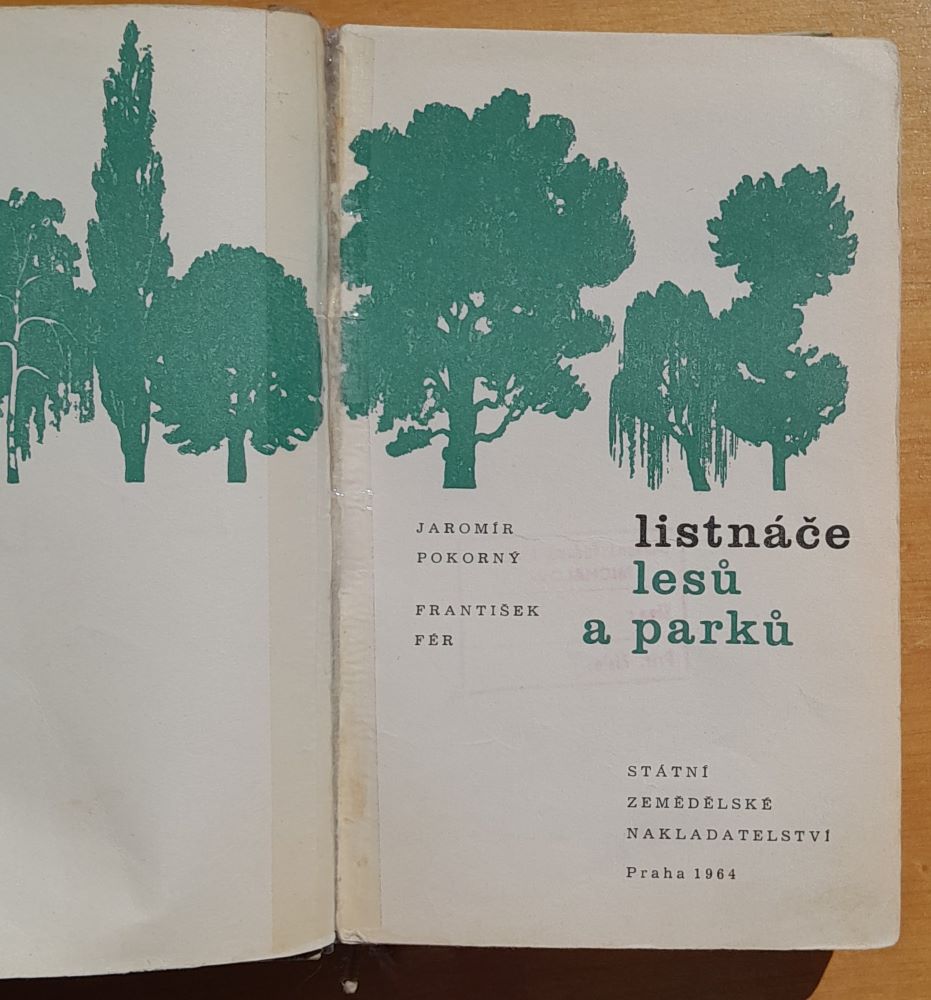 JAROMÍR
POKORNÝ
FRANTIŠEK
FÉR
listnáče
lesů
a parků
STÁTNÍ
ZEMĚDĚLSKÉ
NAKLADATELSTVÍ
Praha 1964